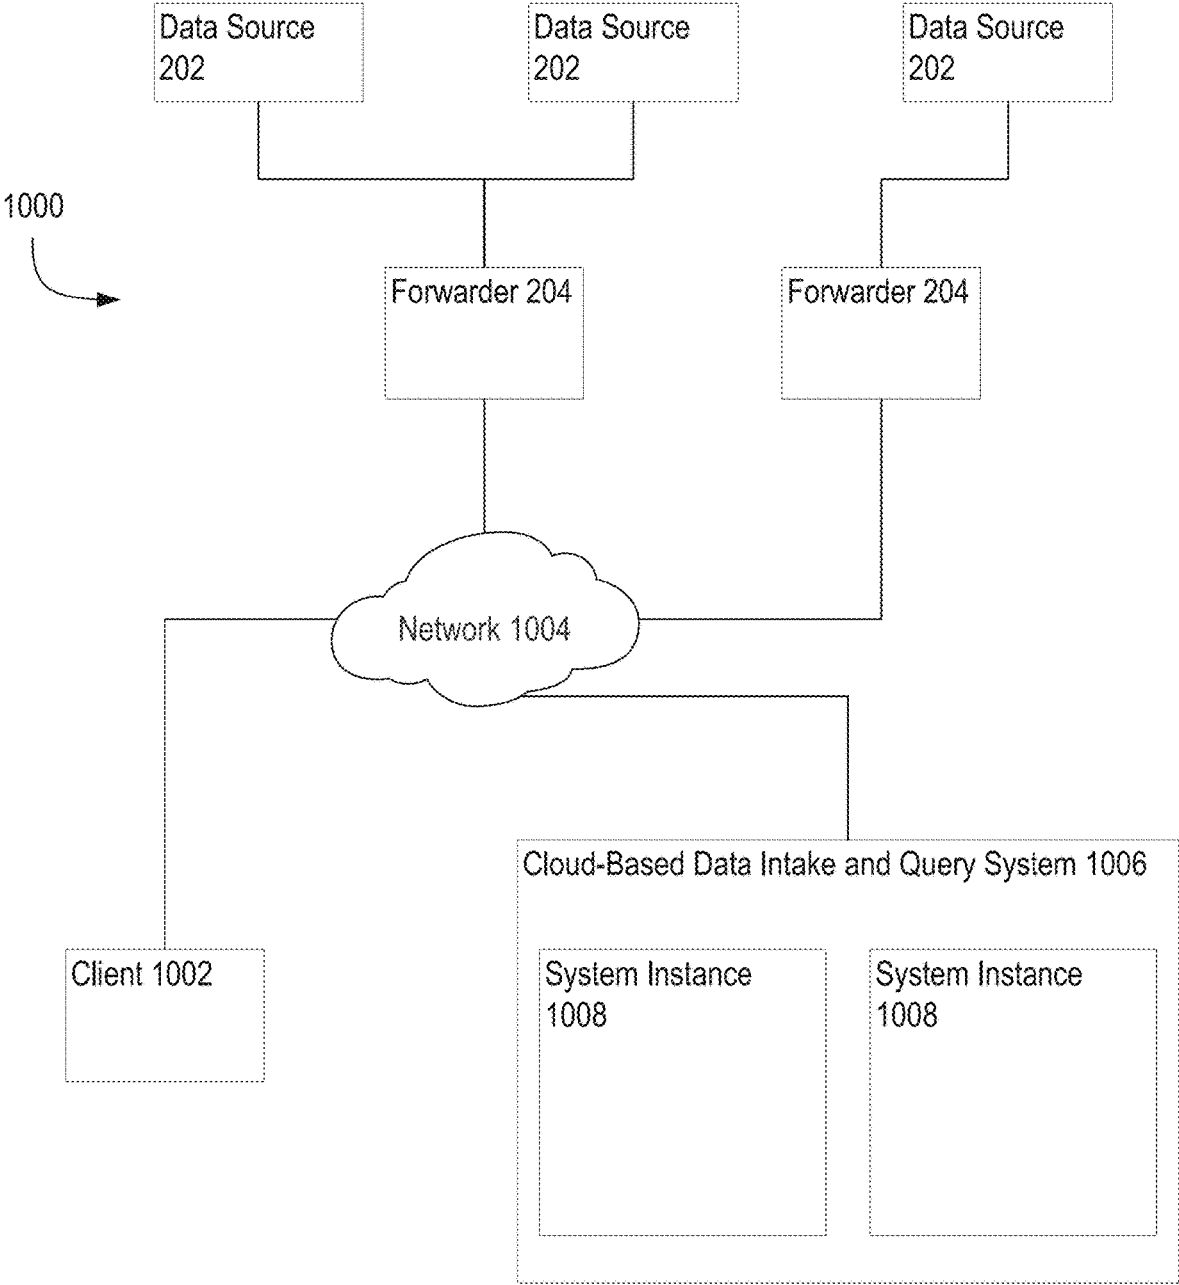 Data Source
202
Data Source
202
Data Source
202
1000
Forwarder 204
Forwarder 204
Network 1004
Cloud-Based Data Intake and Query System 1006
Client 1002
System Instance
1008
System Instance
1008